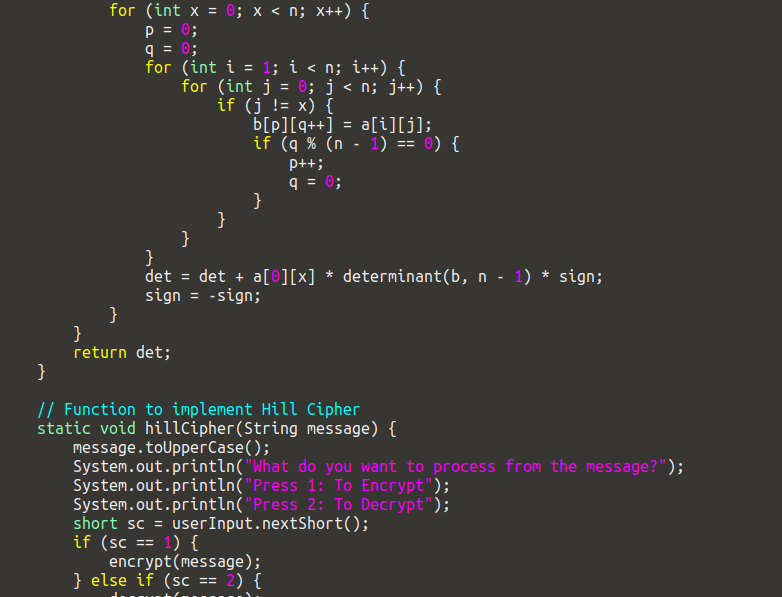 for (int x = 0; x < n; x++) {
p = 0;
q = 0;
for (int i = 1; i < n; i++) {
for (int j = 0; j < n; j++) {
if (j != x) {
b[p][q++] = a[i][j];
if (q % (n - 1) == 0) {
p++;
q = 0;
}
}
}
}
det = det + a[0][x] * determinant(b, n - 1) * sign;
sign = -sign;
}
}
return det;
}
// Function to implement Hill Cipher
static void hillCipher(String message) {
message.toUpperCase();
System.out.println("What do you want to process from the message?");
System.out.println("Press 1: To Encrypt");
System.out.println("Press 2: To Decrypt");
short sc = userInput.nextShort();
if (sc == 1) {
encrypt(message);
} else if (sc == 2) {